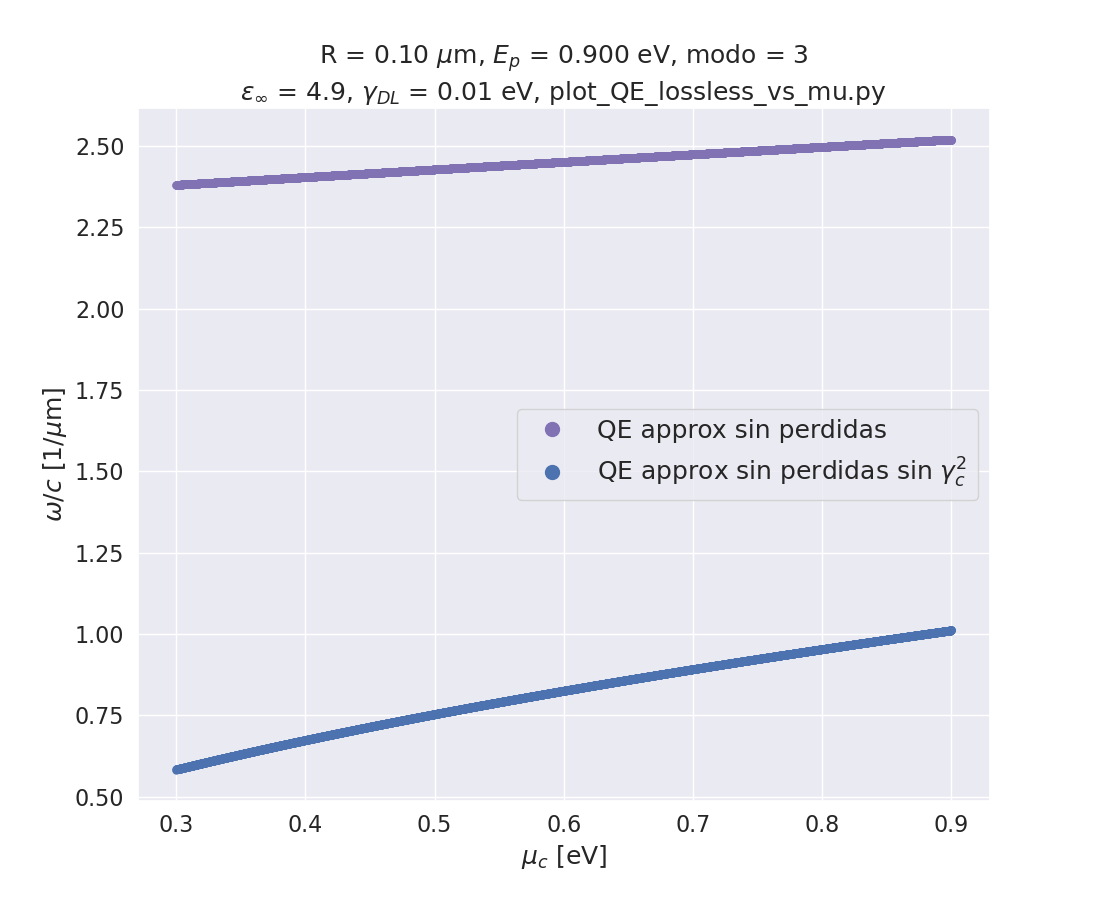 R = 0.10 μm, E_p = 0.900 eV, modo = 3
ε_∞ = 4.9, γ_DL = 0.01 eV, plot_QE_lossless_vs_mu.py
2.50
2.25
2.00
1.75
1.50
1.25
1.00
0.75
0.50
ω/c [1/μm]
QE approx sin perdidas
QE approx sin perdidas sin γ_c^2
0.3 0.4 0.5 0.6 0.7 0.8 0.9
μ_c [eV]